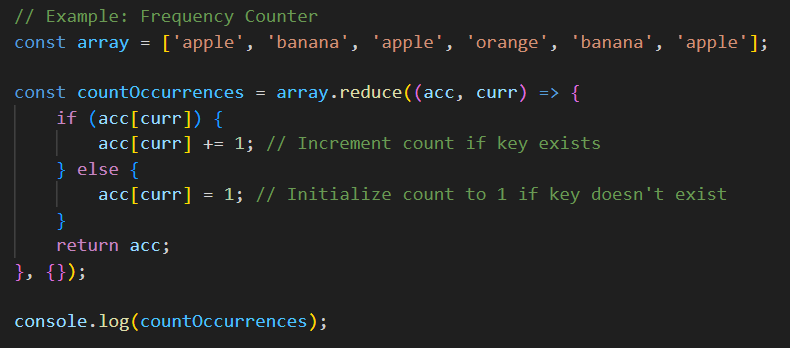 // Example: Frequency Counter
const array = ['apple', 'banana', 'apple', 'orange', 'banana', 'apple'];

const countOccurrences = array.reduce((acc, curr) => {
    if (acc[curr]) {
        acc[curr] += 1; // Increment count if key exists
    } else {
        acc[curr] = 1; // Initialize count to 1 if key doesn't exist
    }
    return acc;
}, {});

console.log(countOccurrences);